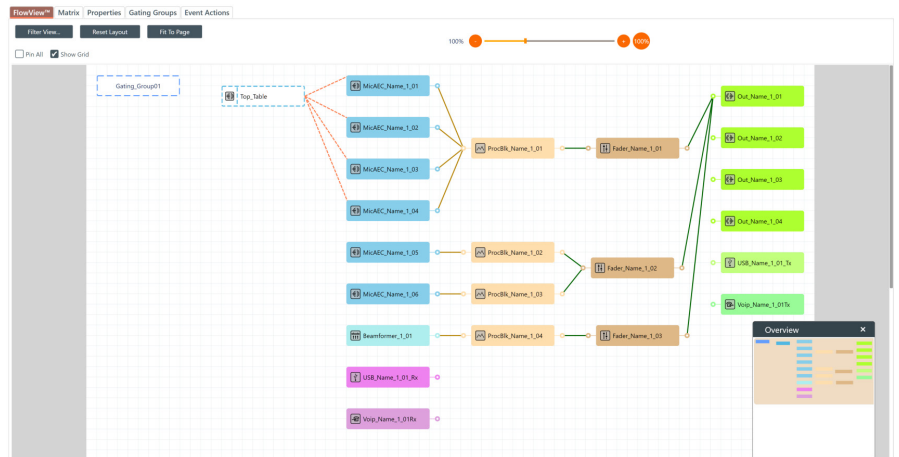 FlowView™ Matrix Properties Gating Groups Event Actions
Filter View... Reset Layout Fit To Page
100% - + 100%
Pin All Show Grid
Gating_Group01
Top_Table
MicAEC_Name_1_01
Out_Name_1_01
MicAEC_Name_1_02
Out_Name_1_02
ProcBlk_Name_1_01
Fader_Name_1_01
MicAEC_Name_1_03
Out_Name_1_03
MicAEC_Name_1_04
Out_Name_1_04
MicAEC_Name_1_05
ProcBlk_Name_1_02
Fader_Name_1_02
USB_Name_1_01_Tx
MicAEC_Name_1_06
ProcBlk_Name_1_03
Voip_Name_1_01Tx
Beamformer_1_01
ProcBlk_Name_1_04
Fader_Name_1_03
Overview ×
USB_Name_1_01_Rx
Voip_Name_1_01Rx